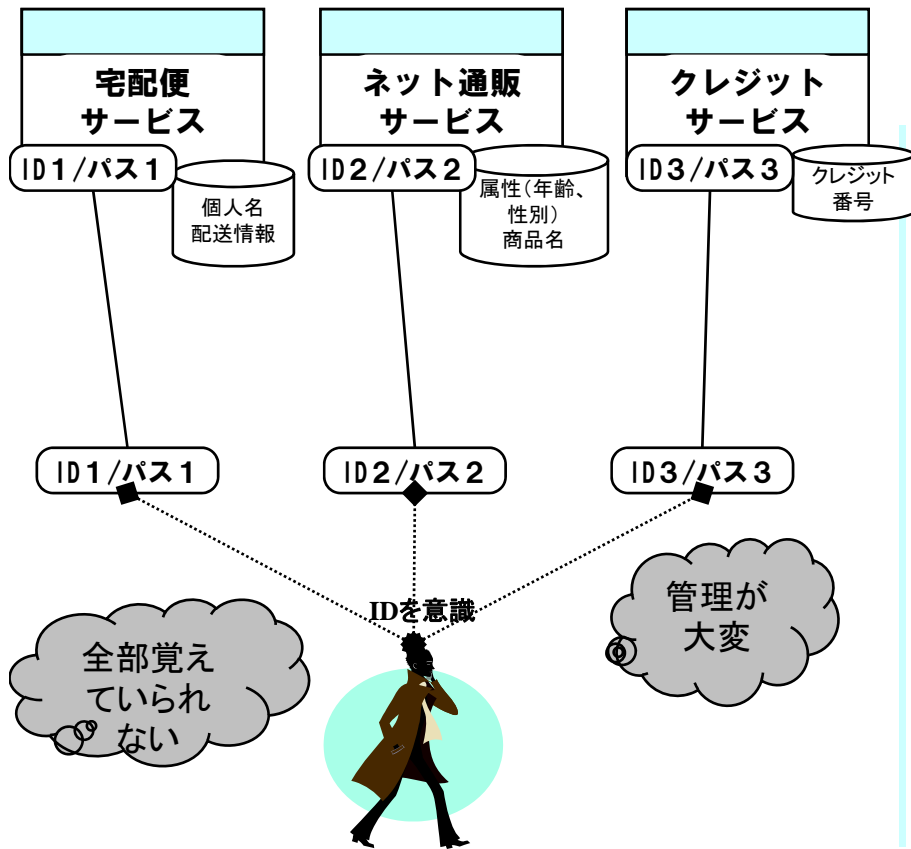 宅配便
サービス
ネット通販
サービス
クレジット
サービス
ID1/パス1
個人名
配送情報
ID2/パス2
属性(年齢、
性別)
商品名
ID3/パス3
クレジット
番号
ID1/パス1
ID2/パス2
ID3/パス3
IDを意識
全部覚え
ていられ
ない
管理が
大変